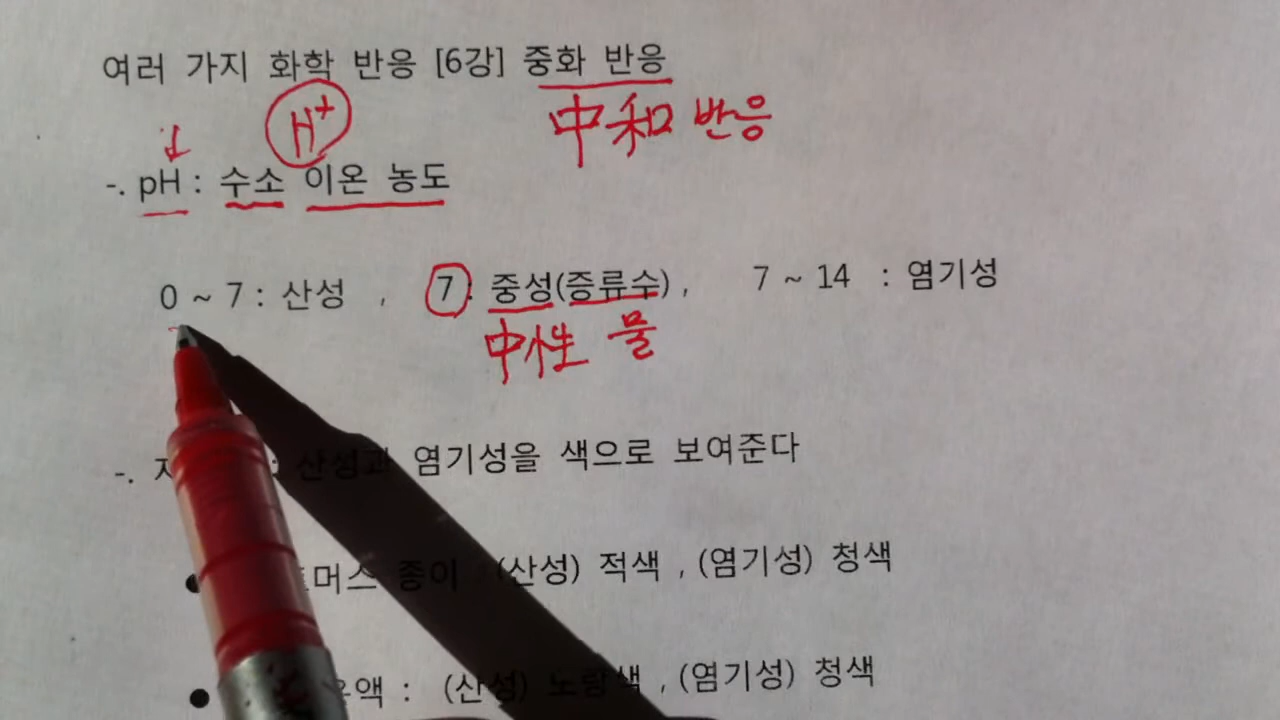 여러 가지 화학 반응 [6강] 중화 반응
H⁺ 中和 반응
-. pH : 수소 이온 농도
0 ~ 7 : 산성 , 7 : 중성(증류수) , 7 ~ 14 : 염기성
中性 물
-. : 산성과 염기성을 색으로 보여준다
● 종이 (산성) 적색 , (염기성) 청색
● : (산성) 노랑색 , (염기성) 청색